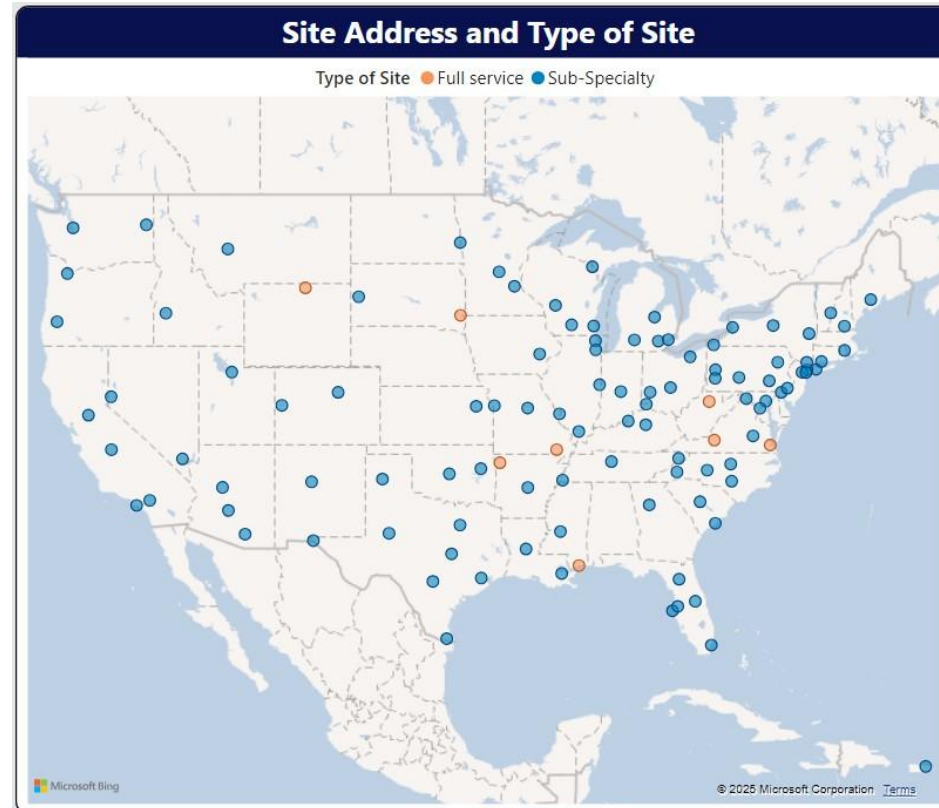 Site Address and Type of Site
Type of Site Full service Sub-Specialty
Microsoft Bing
© 2025 Microsoft Corporation Terms